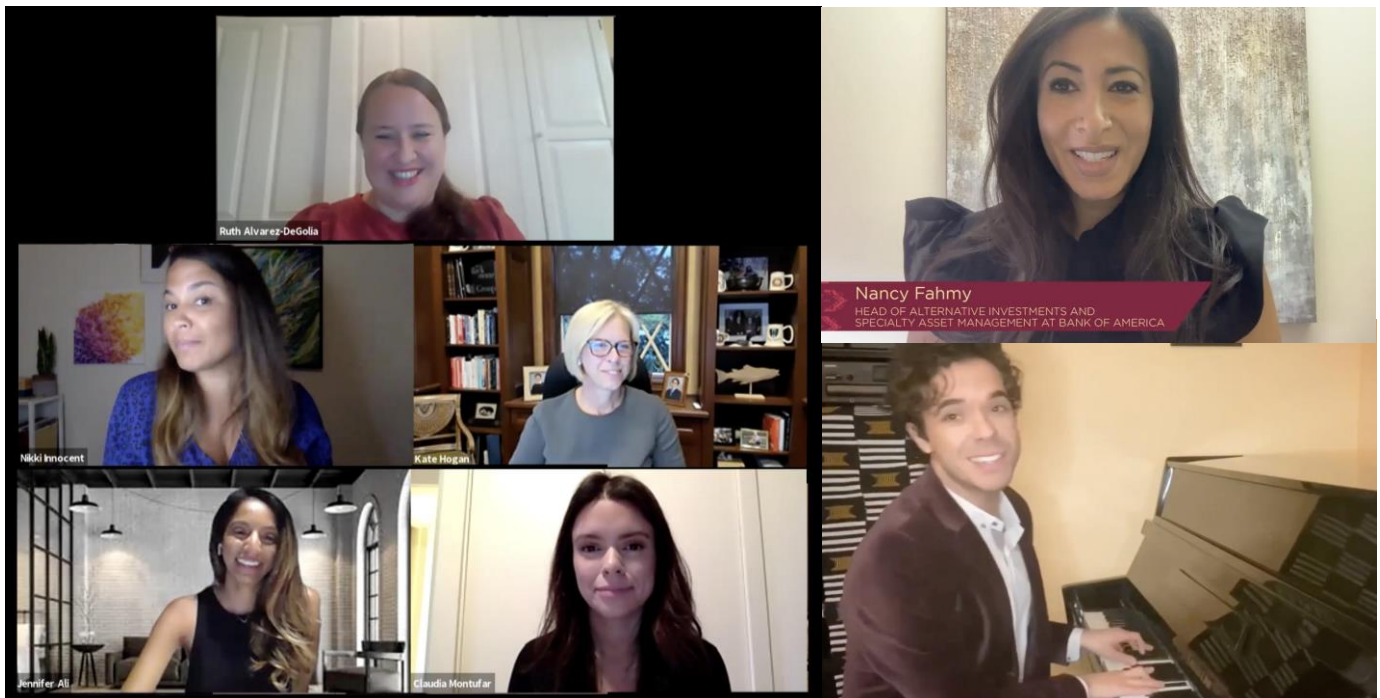 Ruth Alvarez-DeGolia
Nancy Fahmy
HEAD OF ALTERNATIVE INVESTMENTS AND
SPECIALTY ASSET MANAGEMENT AT BANK OF AMERICA
Nikki Innocent
Kate Hogan
Jennifer Ali
Claudia Montufar